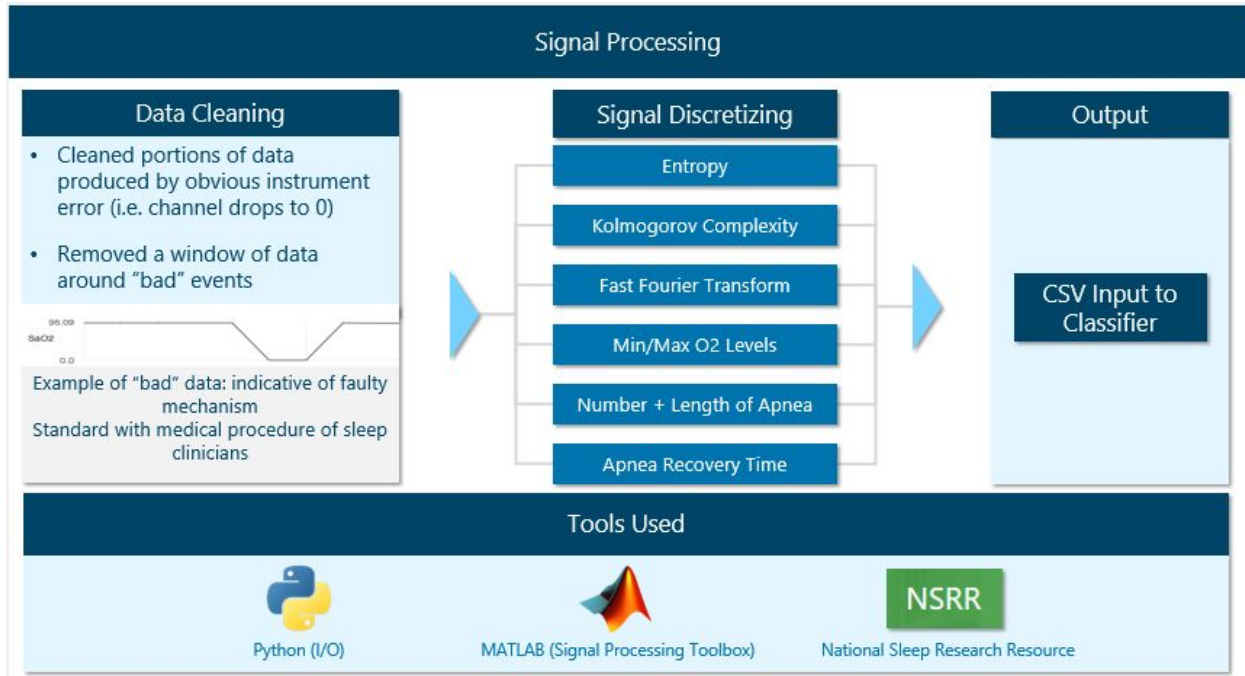 Signal Processing
Data Cleaning
• Cleaned portions of data
produced by obvious instrument
error (i.e. channel drops to 0)
• Removed a window of data
around “bad” events
96.09
SaO2
0.0
Example of “bad” data: indicative of faulty
mechanism
Standard with medical procedure of sleep
clinicians
Signal Discretizing
Entropy
Kolmogorov Complexity
Fast Fourier Transform
Min/Max O2 Levels
Number + Length of Apnea
Apnea Recovery Time
Output
CSV Input to
Classifier
Tools Used
Python (I/O)
MATLAB (Signal Processing Toolbox)
NSRR
National Sleep Research Resource